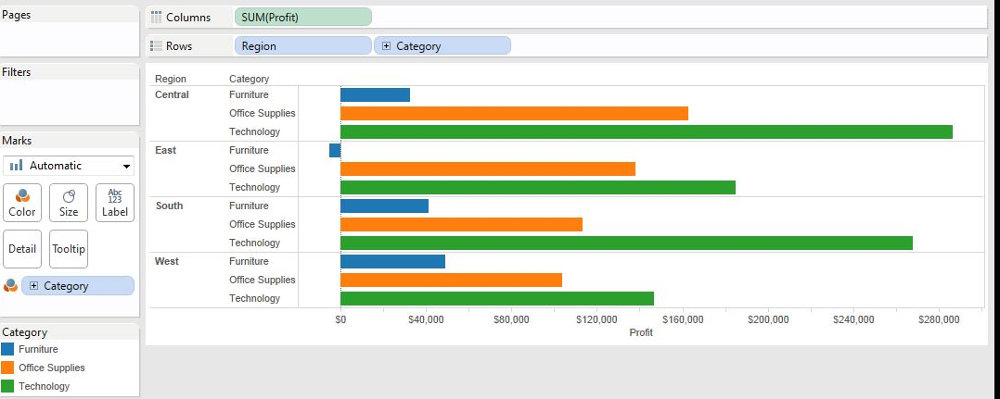 Pages
Columns
SUM(Profit)
Rows
Region
Category
Filters
Marks
Automatic
Color
Size
Abc
123
Label
Detail
Tooltip
Category
Category
Furniture
Office Supplies
Technology
Region Category
Central Furniture
Office Supplies
Technology
East Furniture
Office Supplies
Technology
South Furniture
Office Supplies
Technology
West Furniture
Office Supplies
Technology
$0 $40,000 $80,000 $120,000 $160,000 $200,000 $240,000 $280,000
Profit